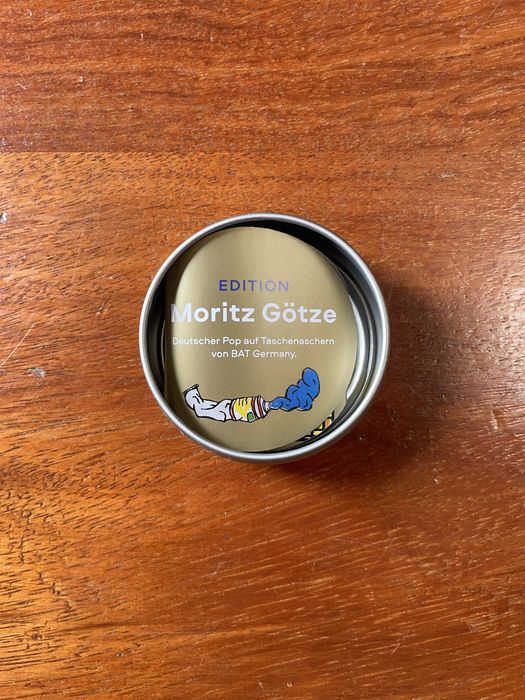 EDITION
Moritz Götze
Deutscher Pop auf Taschenaschern
von BAT Germany.